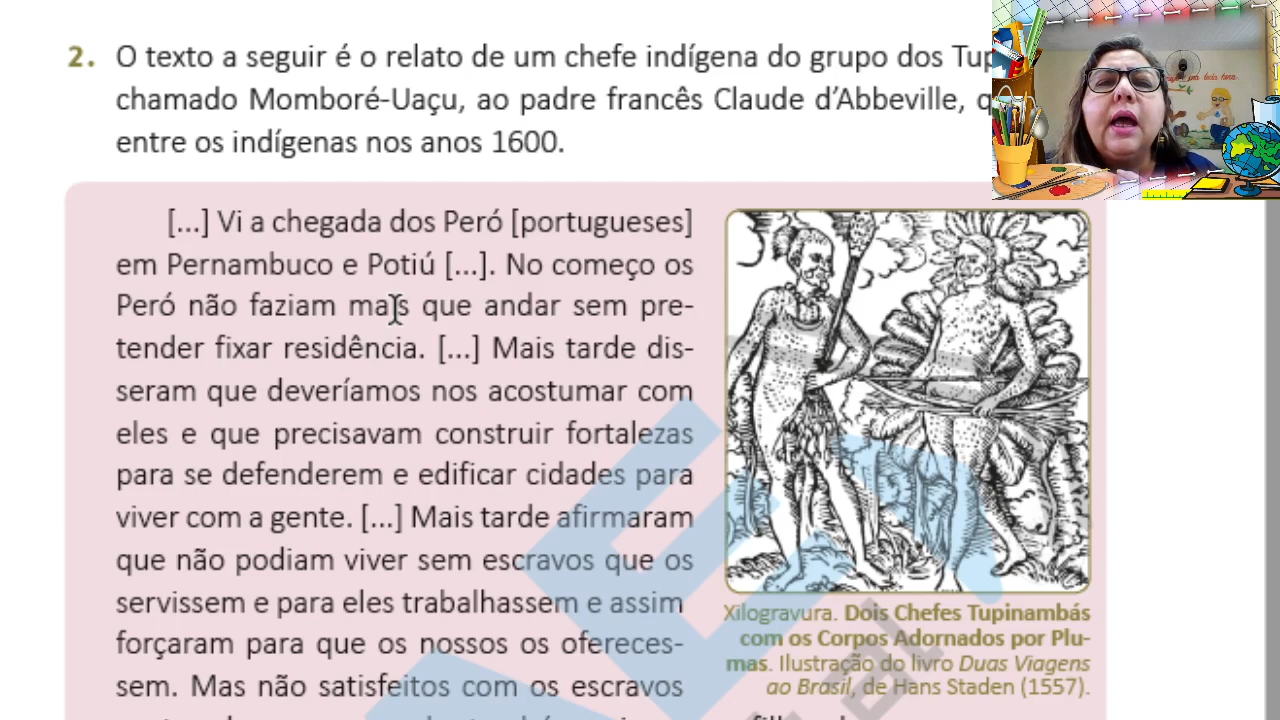 2. O texto a seguir é o relato de um chefe indígena do grupo dos
chamado Momboré-Uaçu, ao padre francês Claude d’Abbeville,
entre os indígenas nos anos 1600.
[...] Vi a chegada dos Peró [portugueses]
em Pernambuco e Potiú [...]. No começo os
Peró não faziam mais que andar sem pre-
tender fixar residência. [...] Mais tarde dis-
seram que deveríamos nos acostumar com
eles e que precisavam construir fortalezas
para se defenderem e edificar cidades para
viver com a gente. [...] Mais tarde afirmaram
que não podiam viver sem escravos que os
servissem e para eles trabalhassem e assim
forçaram para que os nossos os ofereces-
sem. Mas não satisfeitos com os escravos
Xilogravura. Dois Chefes Tupinambás
com os Corpos Adornados por Plu-
mas. Ilustração do livro Duas Viagens
ao Brasil, de Hans Staden (1557).